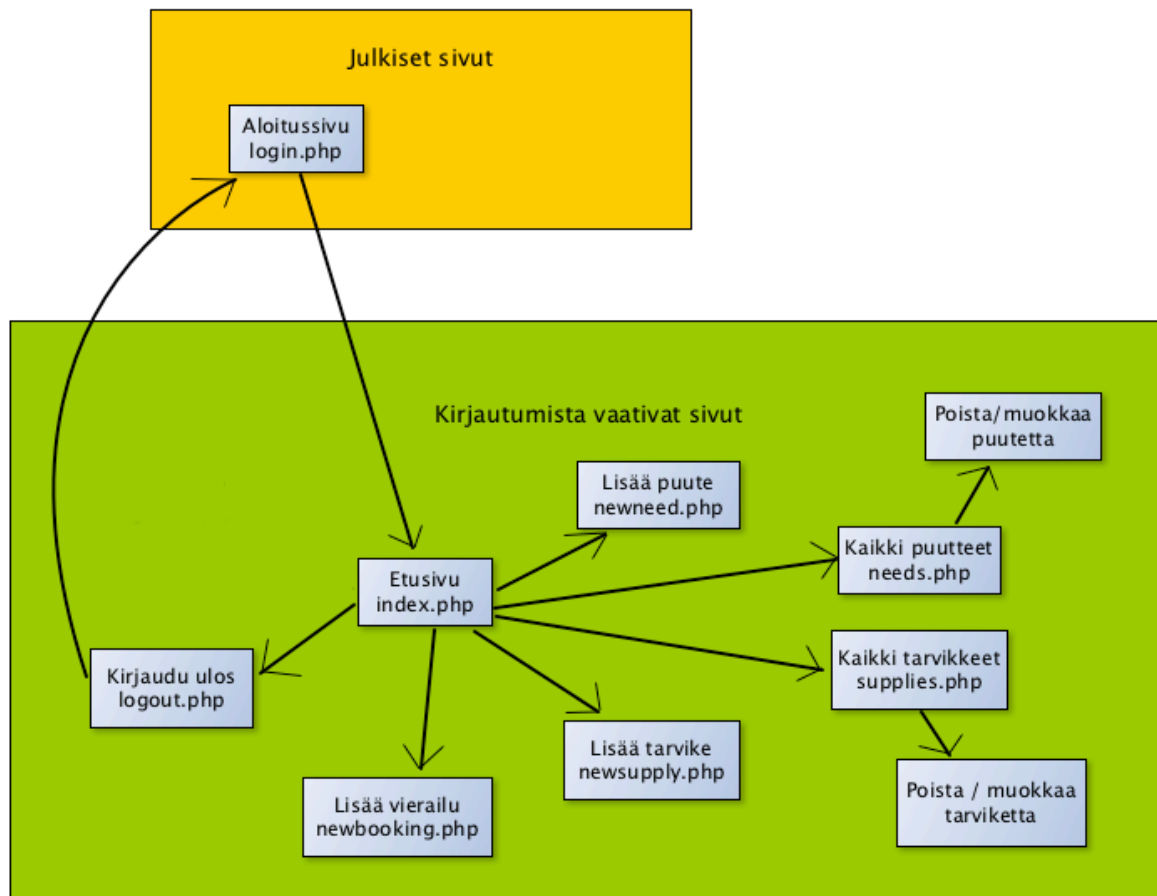 Julkiset sivut
Aloitussivu
login.php
Kirjautumista vaativat sivut
Poista/muokkaa
puutetta
Lisää puute
newneed.php
Kaikki puutteet
needs.php
Etusivu
index.php
Kaikki tarvikkeet
supplies.php
Kirjaudu ulos
logout.php
Lisää tarvike
newsupply.php
Poista / muokkaa
tarviketta
Lisää vierailu
newbooking.php